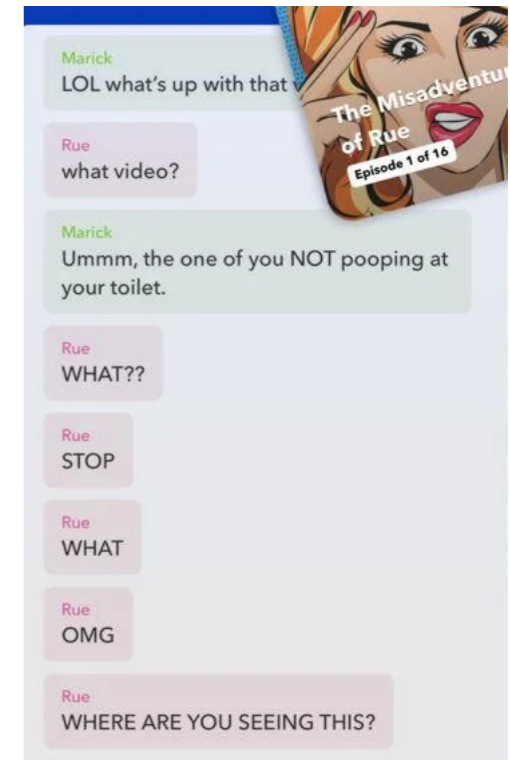 Marick
LOL what's up with that
The Misadventu
of Rue
Episode 1 of 16
Rue
what video?
Marick
Ummm, the one of you NOT pooping at
your toilet.
Rue
WHAT??
Rue
STOP
Rue
WHAT
Rue
OMG
Rue
WHERE ARE YOU SEEING THIS?